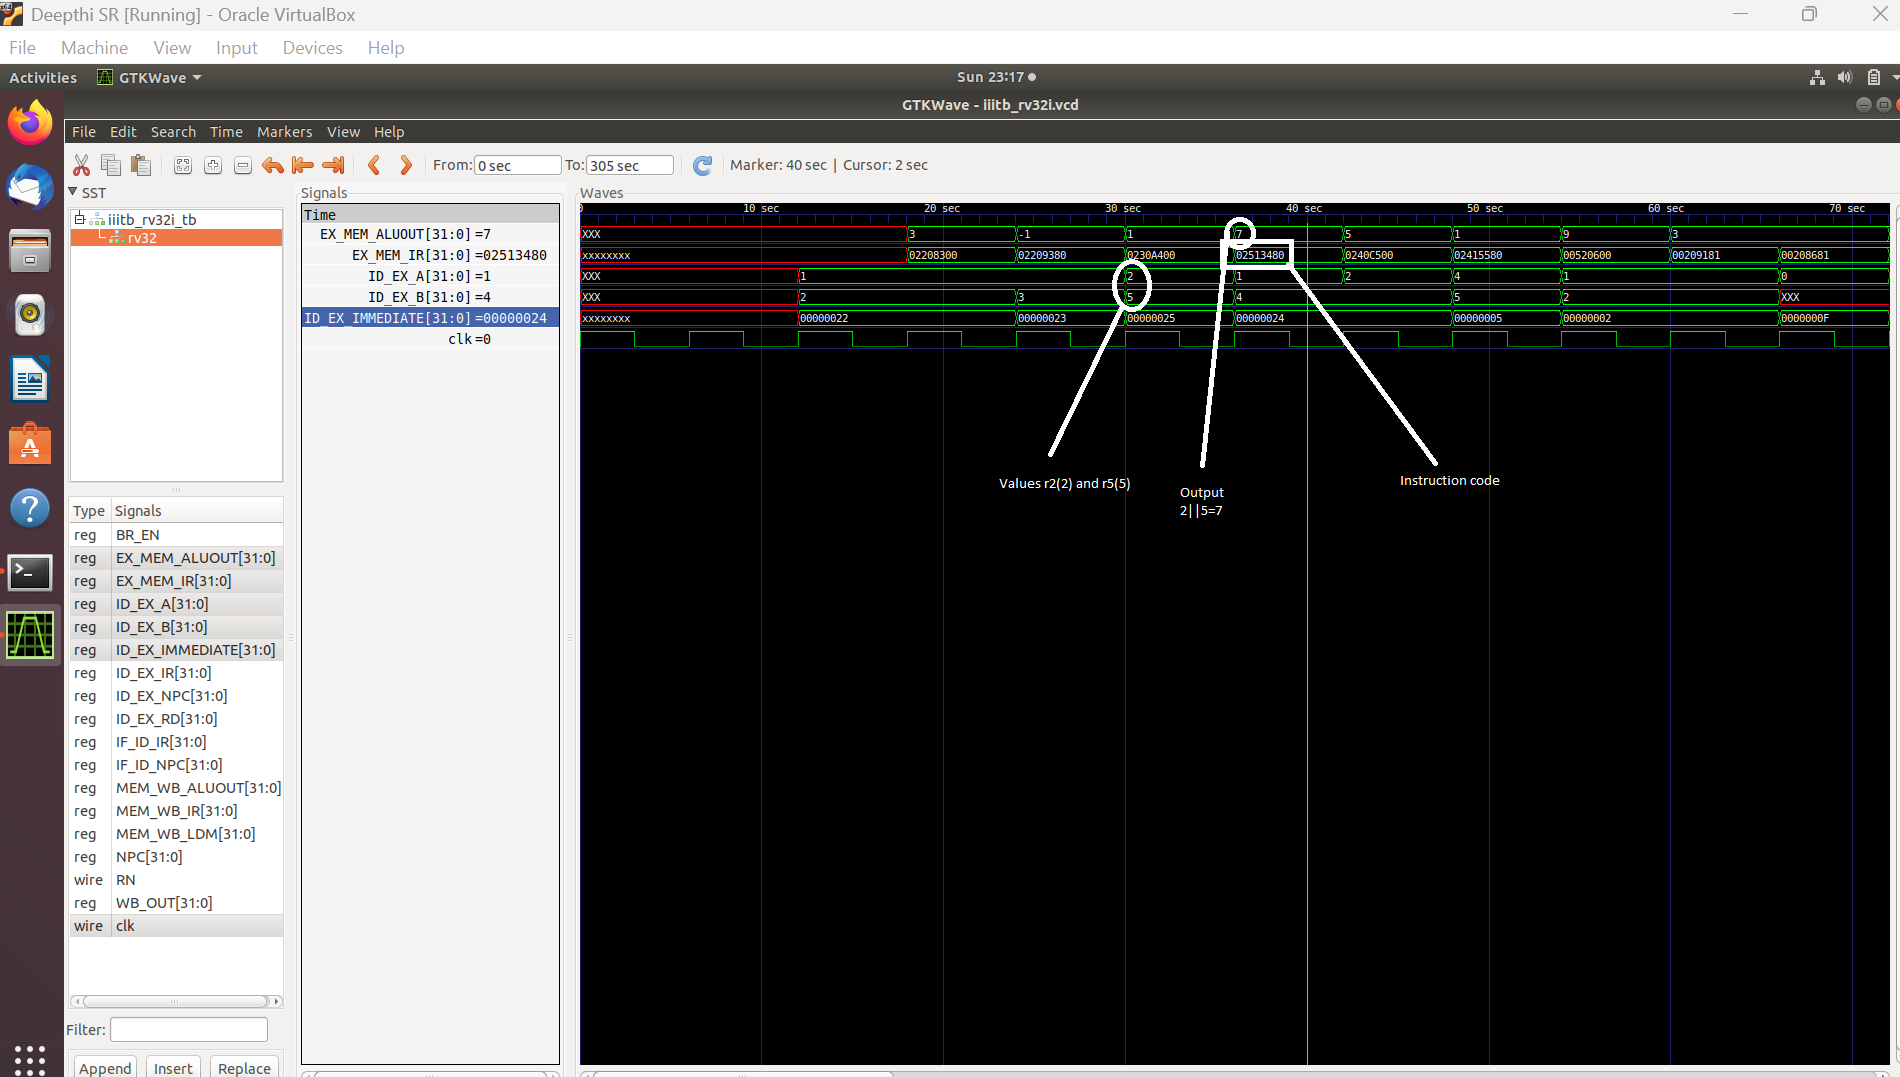 Deepthi SR [Running] - Oracle VirtualBox
File Machine View Input Devices Help
Activities GTKWave Sun 23:17
GTKWave - iiitb_rv32i.vcd
File Edit Search Time Markers View Help
From: 0 sec To: 305 sec Marker: 40 sec | Cursor: 2 sec
SST
iiitb_rv32i_tb
rv32
Type Signals
reg BR_EN
reg EX_MEM_ALUOUT[31:0]
reg EX_MEM_IR[31:0]
reg ID_EX_A[31:0]
reg ID_EX_B[31:0]
reg ID_EX_IMMEDIATE[31:0]
reg ID_EX_IR[31:0]
reg ID_EX_NPC[31:0]
reg ID_EX_RD[31:0]
reg IF_ID_IR[31:0]
reg IF_ID_NPC[31:0]
reg MEM_WB_ALUOUT[31:0]
reg MEM_WB_IR[31:0]
reg MEM_WB_LDM[31:0]
reg NPC[31:0]
wire RN
reg WB_OUT[31:0]
wire clk
Filter:
Append Insert Replace
Signals
Time
EX_MEM_ALUOUT[31:0] =7
EX_MEM_IR[31:0] =02513480
ID_EX_A[31:0] =1
ID_EX_B[31:0] =4
ID_EX_IMMEDIATE[31:0] =00000024
clk =0
Waves
0 10 sec 20 sec 30 sec 40 sec 50 sec 60 sec 70 sec
XXX 3 -1 1 7 5 1 9 3
xxxxxxxx 02208300 02209380 0230A400 02513480 0240C500 02415580 00520600 00209181 00208681
XXX 1 2 1 2 4 1 0
XXX 2 3 5 4 5 2 XXX
xxxxxxxx 00000022 00000023 00000025 00000024 00000005 00000002 0000000F
Values r2(2) and r5(5)
Output
2||5=7
Instruction code